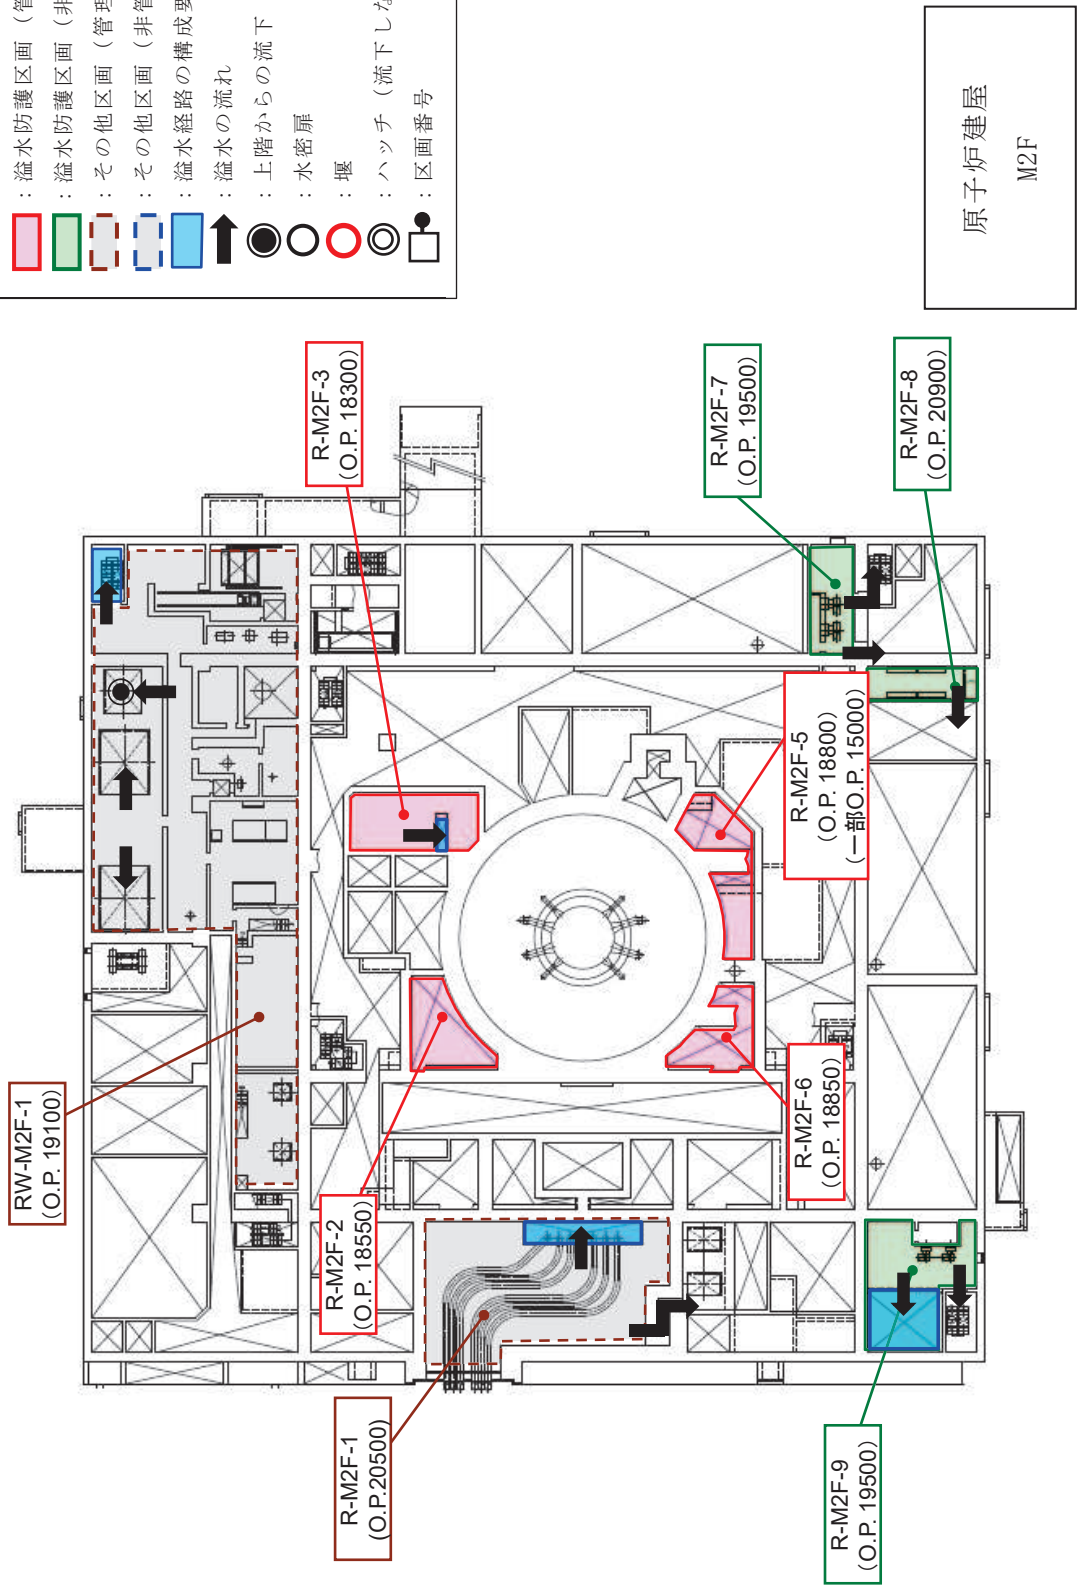 ：溢水防護区画（管
：溢水防護区画（非
：その他区画（管理
：その他区画（非管
：溢水経路の構成要
：溢水の流れ
：上階からの流下
：水密扉
：堰
：ハッチ（流下しな
：区画番号
原子炉建屋
M2F
RW-M2F-1
(O.P. 19100)
R-M2F-3
(O.P. 18300)
R-M2F-7
(O.P. 19500)
R-M2F-8
(O.P. 20900)
R-M2F-5
(O.P. 18800)
(一部O.P. 15000)
R-M2F-2
(O.P. 18550)
R-M2F-6
(O.P. 18850)
R-M2F-1
(O.P.20500)
R-M2F-9
(O.P. 19500)